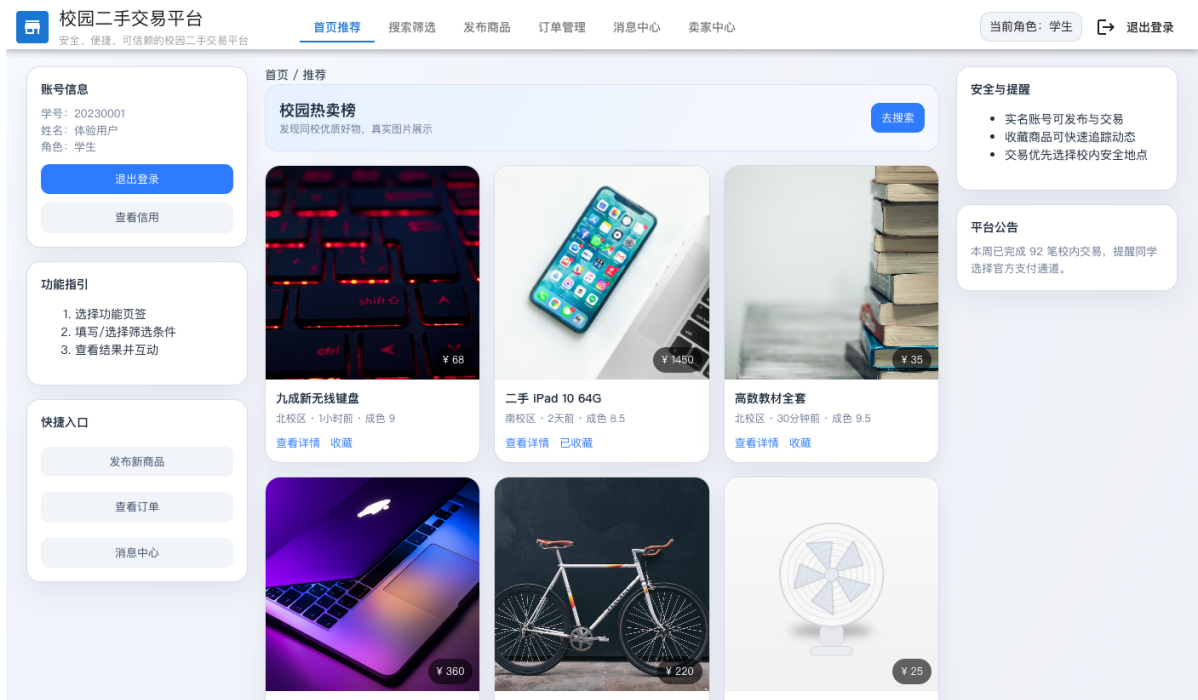 校园二手交易平台
安全、便捷、可信赖的校园二手交易平台
首页推荐 搜索筛选 发布商品 订单管理 消息中心 卖家中心
当前角色：学生 退出登录
账号信息
学号：20230001
姓名：体验用户
角色：学生
退出登录
查看信用
功能指引
1. 选择功能页签
2. 填写/选择筛选条件
3. 查看结果并互动
快捷入口
发布新商品
查看订单
消息中心
首页 / 推荐
校园热卖榜
发现同校优质好物，真实图片展示
去搜索
shift
ctrl
¥ 68
九成新无线键盘
北校区 · 1小时前 · 成色 9
查看详情 收藏
¥ 1450
二手 iPad 10 64G
南校区 · 2天前 · 成色 8.5
查看详情 已收藏
¥ 35
高数教材全套
北校区 · 30分钟前 · 成色 9.5
查看详情 收藏
¥ 360
¥ 220
¥ 25
安全与提醒
• 实名账号可发布与交易
• 收藏商品可快速追踪动态
• 交易优先选择校内安全地点
平台公告
本周已完成 92 笔校内交易，提醒同学
选择官方支付通道。